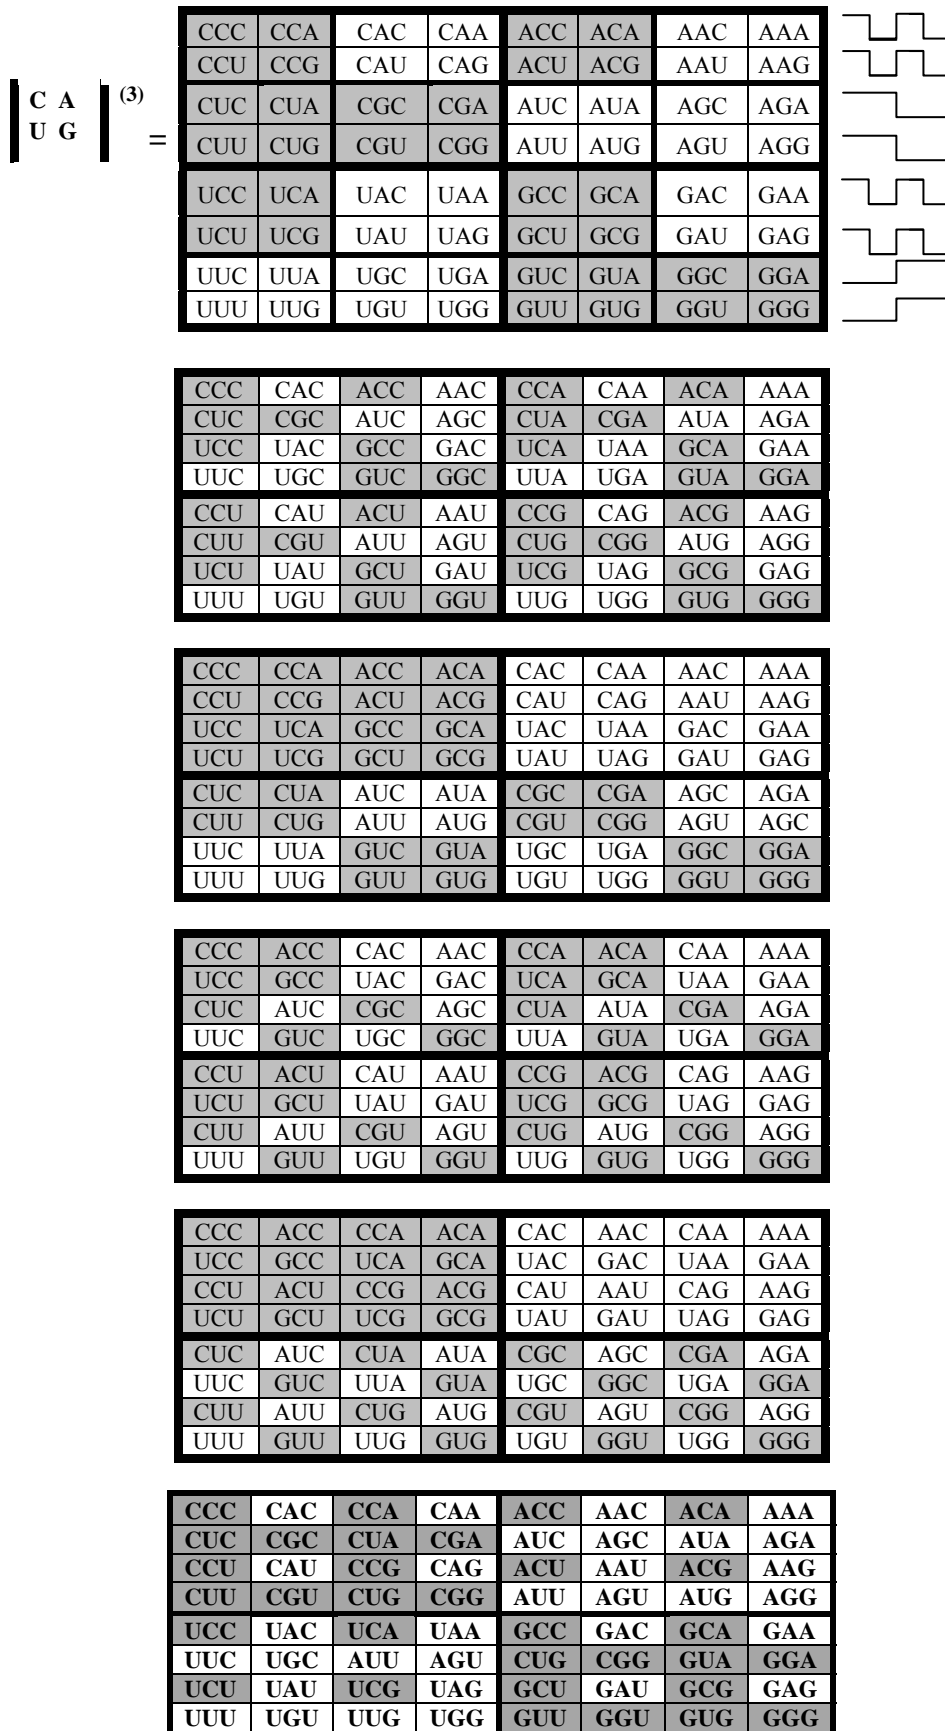 CCC CCA CAC CAA ACC ACA AAC AAA
CCU CCG CAU CAG ACU ACG AAU AAG
C A (3)
U G =
CUC CUA CGC CGA AUC AUA AGC AGA
CUU CUG CGU CGG AUU AUG AGU AGG
UCC UCA UAC UAA GCC GCA GAC GAA
UCU UCG UAU UAG GCU GCG GAU GAG
UUC UUA UGC UGA GUC GUA GGC GGA
UUU UUG UGU UGG GUU GUG GGU GGG
CCC CAC ACC AAC CCA CAA ACA AAA
CUC CGC AUC AGC CUA CGA AUA AGA
UCC UAC GCC GAC UCA UAA GCA GAA
UUC UGC GUC GGC UUA UGA GUA GGA
CCU CAU ACU AAU CCG CAG ACG AAG
CUU CGU AUU AGU CUG CGG AUG AGG
UCU UAU GCU GAU UCG UAG GCG GAG
UUU UGU GUU GGU UUG UGG GUG GGG
CCC CCA ACC ACA CAC CAA AAC AAA
CCU CCG ACU ACG CAU CAG AAU AAG
UCC UCA GCC GCA UAC UAA GAC GAA
UCU UCG GCU GCG UAU UAG GAU GAG
CUC CUA AUC AUA CGC CGA AGC AGA
CUU CUG AUU AUG CGU CGG AGU AGC
UUC UUA GUC GUA UGC UGA GGC GGA
UUU UUG GUU GUG UGU UGG GGU GGG
CCC ACC CAC AAC CCA ACA CAA AAA
UCC GCC UAC GAC UCA GCA UAA GAA
CUC AUC CGC AGC CUA AUA CGA AGA
UUC GUC UGC GGC UUA GUA UGA GGA
CCU ACU CAU AAU CCG ACG CAG AAG
UCU GCU UAU GAU UCG GCG UAG GAG
CUU AUU CGU AGU CUG AUG CGG AGG
UUU GUU UGU GGU UUG GUG UGG GGG
CCC ACC CCA ACA CAC AAC CAA AAA
UCC GCC UCA GCA UAC GAC UAA GAA
CCU ACU CCG ACG CAU AAU CAG AAG
UCU GCU UCG GCG UAU GAU UAG GAG
CUC AUC CUA AUA CGC AGC CGA AGA
UUC GUC UUA GUA UGC GGC UGA GGA
CUU AUU CUG AUG CGU AGU CGG AGG
UUU GUU UUG GUG UGU GGU UGG GGG
CCC CAC CCA CAA ACC AAC ACA AAA
CUC CGC CUA CGA AUC AGC AUA AGA
CCU CAU CCG CAG ACU AAU ACG AAG
CUU CGU CUG CGG AUU AGU AUG AGG
UCC UAC UCA UAA GCC GAC GCA GAA
UUC UGC AUU AGU CUG CGG GUA GGA
UCU UAU UCG UAG GCU GAU GCG GAG
UUU UGU UUG UGG GUU GGU GUG GGG